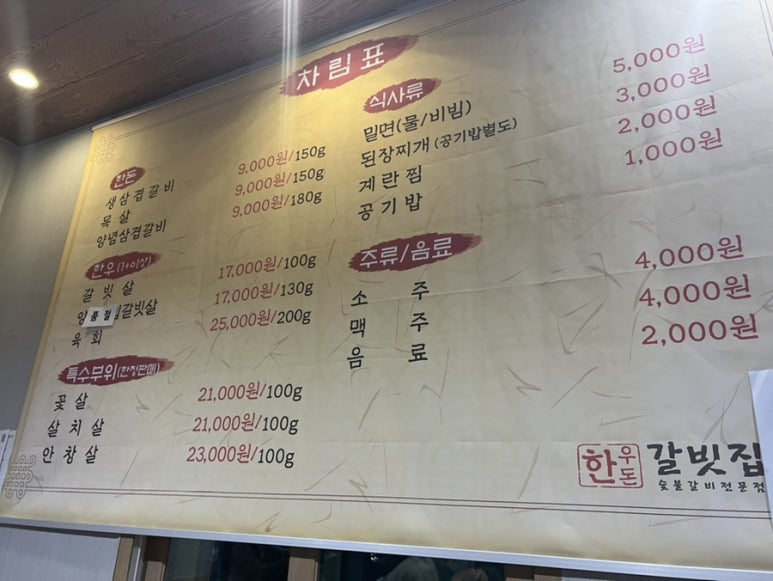 차림표
한돈
생삼겹갈비 9,000원/150g
목살 9,000원/150g
양념삼겹갈비 9,000원/180g
한우(1+이상)
갈빗살 17,000원/100g
품절 갈빗살 17,000원/130g
육회 25,000원/200g
특수부위(한정판매)
꽃살 21,000원/100g
살치살 21,000원/100g
안창살 23,000원/100g
식사류
밀면(물/비빔) 5,000원
된장찌개(공기밥별도) 3,000원
계란찜 2,000원
공기밥 1,000원
주류/음료
소주 4,000원
맥주 4,000원
음료 2,000원
한우돈 갈빗집
숯불갈비전문점